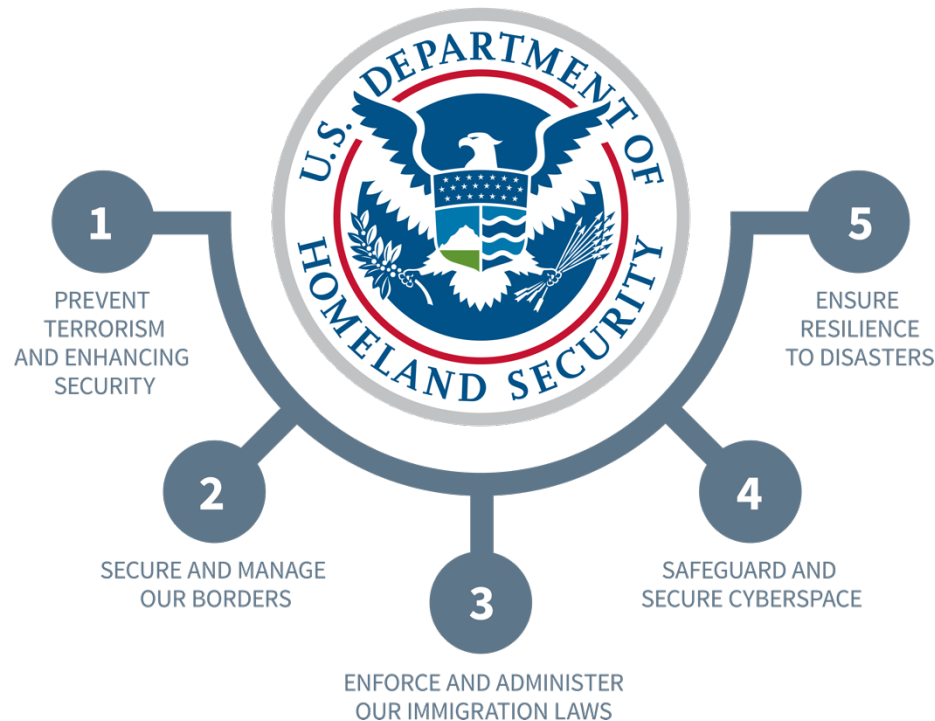 U.S. DEPARTMENT OF
HOMELAND SECURITY
1
PREVENT
TERRORISM
AND ENHANCING
SECURITY
2
SECURE AND MANAGE
OUR BORDERS
3
ENFORCE AND ADMINISTER
OUR IMMIGRATION LAWS
4
SAFEGUARD AND
SECURE CYBERSPACE
5
ENSURE
RESILIENCE
TO DISASTERS